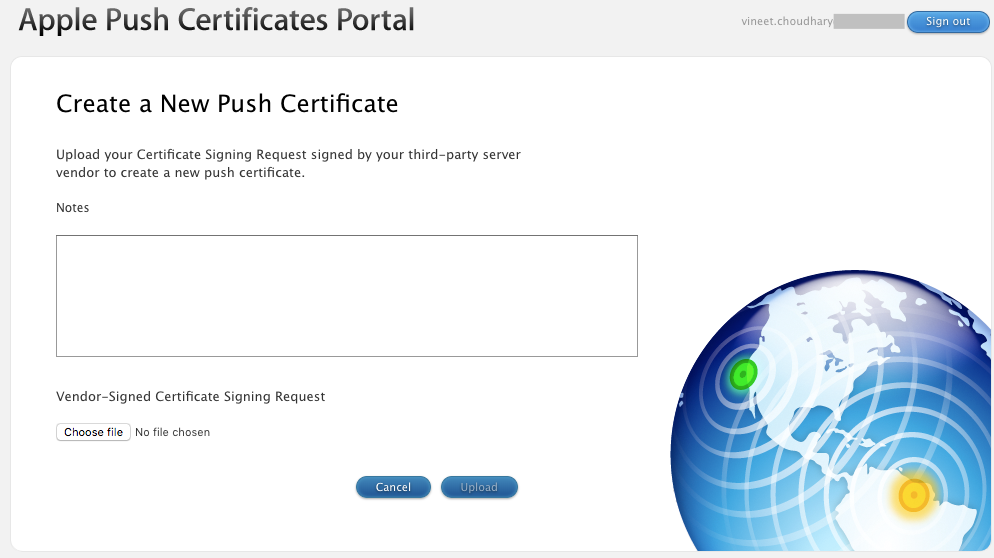 Apple Push Certificates Portal
vineet.choudhary
Sign out
Create a New Push Certificate
Upload your Certificate Signing Request signed by your third-party server
vendor to create a new push certificate.
Notes
Vendor-Signed Certificate Signing Request
Choose file No file chosen
Cancel
Upload